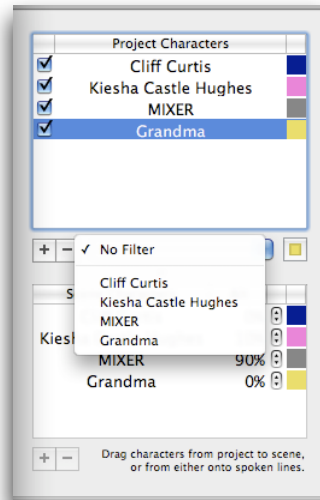 Project Characters
Cliff Curtis
Kiesha Castle Hughes
MIXER
Grandma
+ − ✓ No Filter
Cliff Curtis
Kiesha Castle Hughes
MIXER
Grandma
S
Kies
MIXER 90%
Grandma 0%
+ −
Drag characters from project to scene,
or from either onto spoken lines.